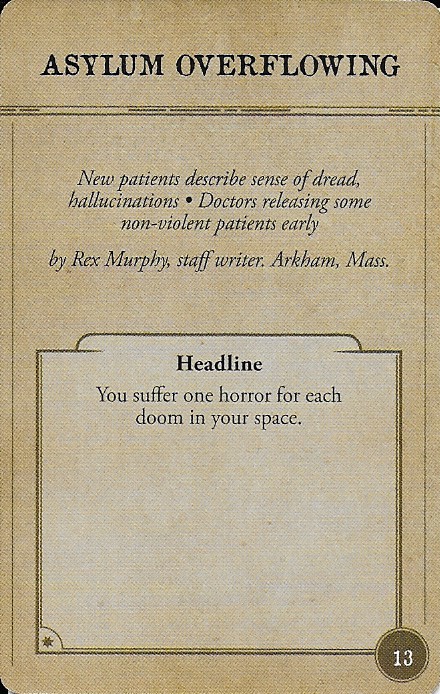 ASYLUM OVERFLOWING
New patients describe sense of dread,
hallucinations • Doctors releasing some
non-violent patients early
by Rex Murphy, staff writer. Arkham, Mass.
Headline
You suffer one horror for each
doom in your space.
13